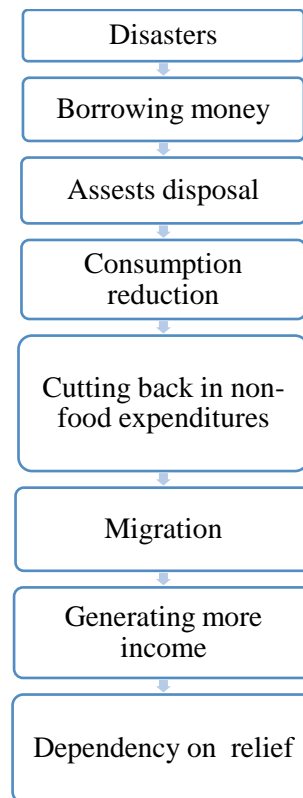 Disasters
Borrowing money
Assests disposal
Consumption
reduction
Cutting back in non-
food expenditures
Migration
Generating more
income
Dependency on relief